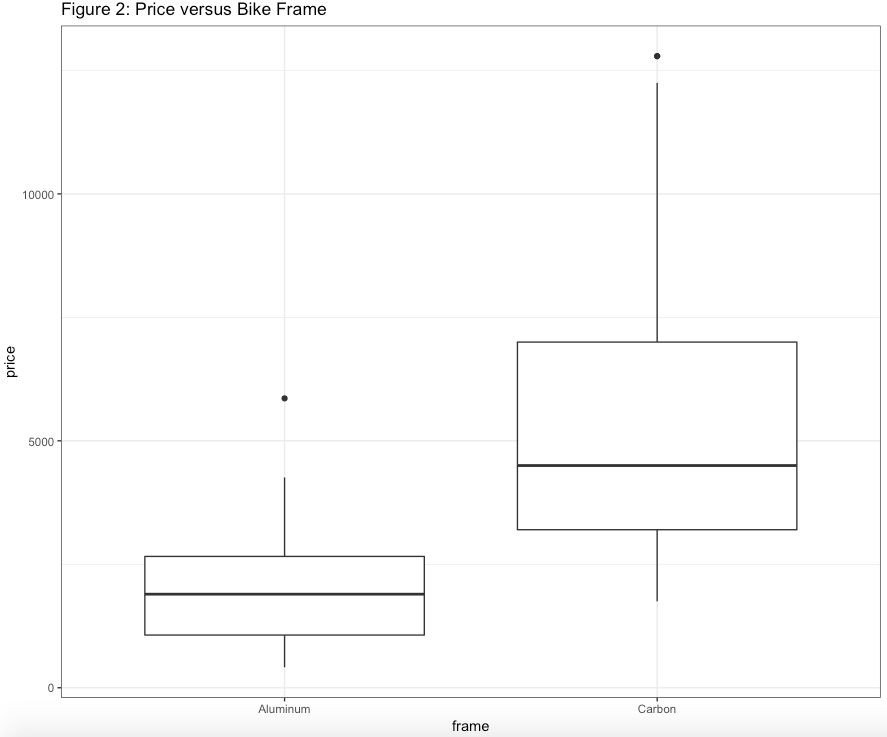 Figure 2: Price versus Bike Frame
10000
5000
0
price
Aluminum
Carbon
frame